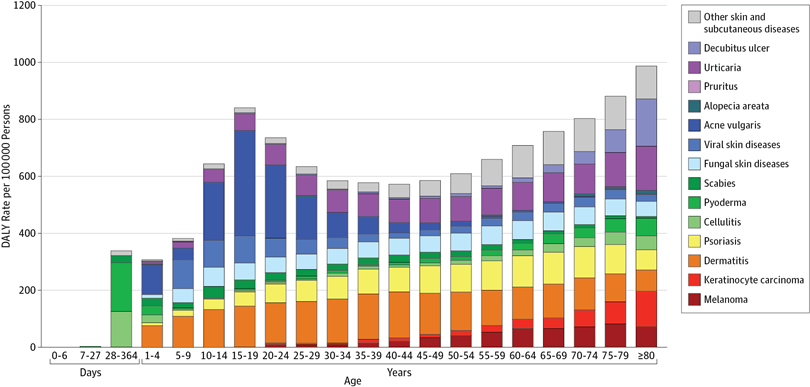 1200
1000
800
600
400
200
0
DALY Rate per 100 000 Persons
0-6
7-27
28-364
1-4
5-9
10-14
15-19
20-24
25-29
30-34
35-39
40-44
45-49
50-54
55-59
60-64
65-69
70-74
75-79
≥80
Days
Years
Age
Other skin and
subcutaneous diseases
Decubitus ulcer
Urticaria
Pruritus
Alopecia areata
Acne vulgaris
Viral skin diseases
Fungal skin diseases
Scabies
Pyoderma
Cellulitis
Psoriasis
Dermatitis
Keratinocyte carcinoma
Melanoma